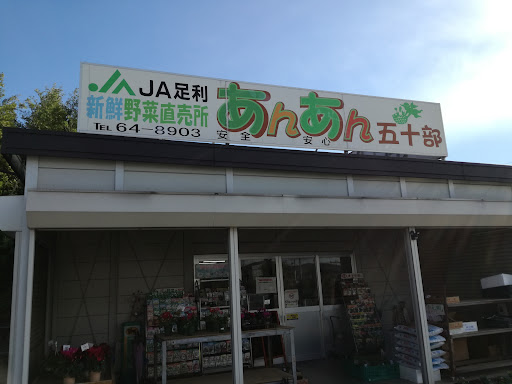 JA足利
新鮮野菜直売所
TEL 64-8903
あんあん
安全 安心
五十部